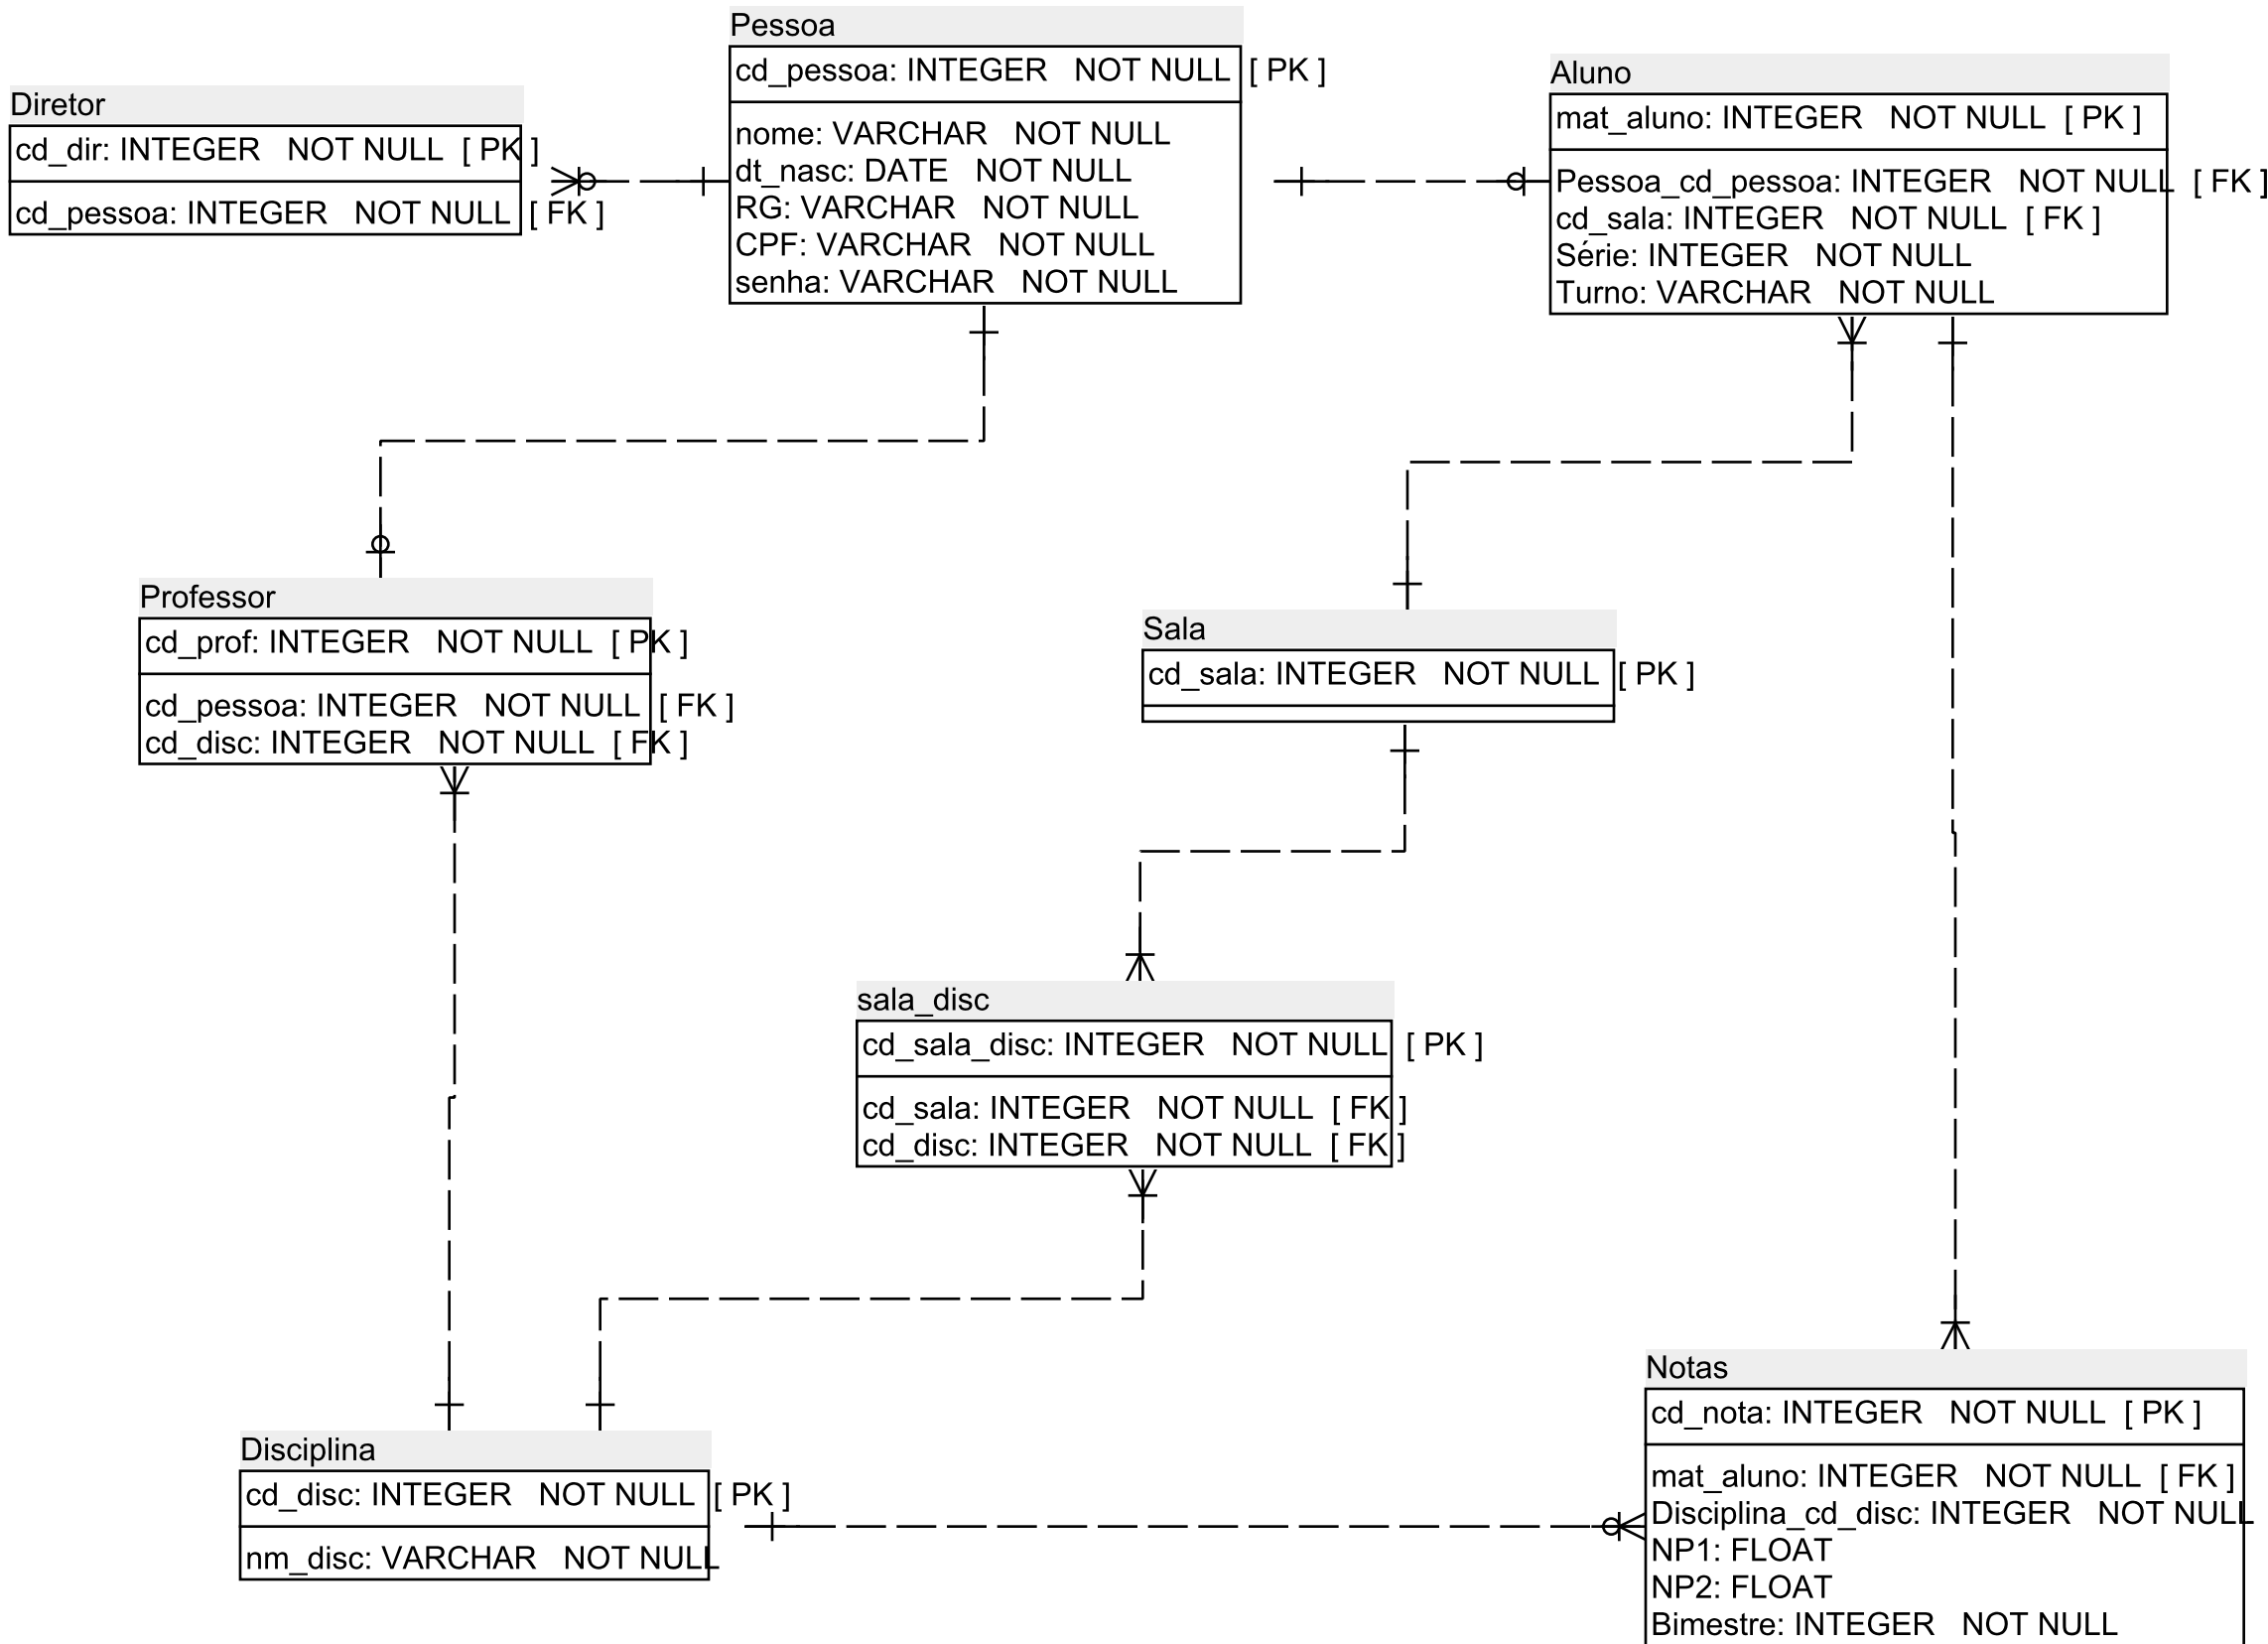 Pessoa
cd_pessoa: INTEGER NOT NULL [ PK ]
nome: VARCHAR NOT NULL
dt_nasc: DATE NOT NULL
RG: VARCHAR NOT NULL
CPF: VARCHAR NOT NULL
senha: VARCHAR NOT NULL
Diretor
cd_dir: INTEGER NOT NULL [ PK ]
cd_pessoa: INTEGER NOT NULL [ FK ]
Aluno
mat_aluno: INTEGER NOT NULL [ PK ]
Pessoa_cd_pessoa: INTEGER NOT NULL [ FK ]
cd_sala: INTEGER NOT NULL [ FK ]
Série: INTEGER NOT NULL
Turno: VARCHAR NOT NULL
Professor
cd_prof: INTEGER NOT NULL [ PK ]
cd_pessoa: INTEGER NOT NULL [ FK ]
cd_disc: INTEGER NOT NULL [ FK ]
Sala
cd_sala: INTEGER NOT NULL [ PK ]
sala_disc
cd_sala_disc: INTEGER NOT NULL [ PK ]
cd_sala: INTEGER NOT NULL [ FK ]
cd_disc: INTEGER NOT NULL [ FK ]
Disciplina
cd_disc: INTEGER NOT NULL [ PK ]
nm_disc: VARCHAR NOT NULL
Notas
cd_nota: INTEGER NOT NULL [ PK ]
mat_aluno: INTEGER NOT NULL [ FK ]
Disciplina_cd_disc: INTEGER NOT NULL
NP1: FLOAT
NP2: FLOAT
Bimestre: INTEGER NOT NULL